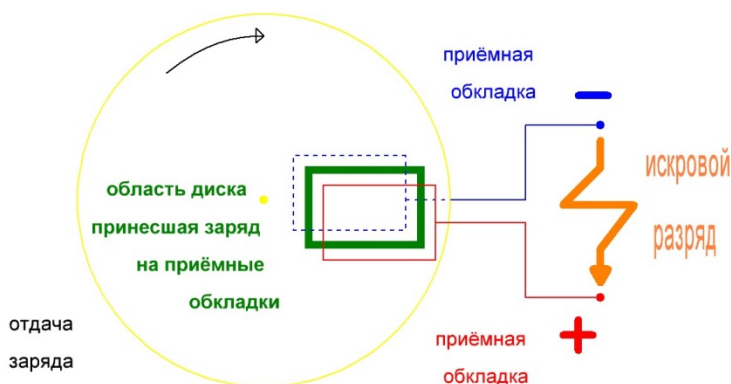 приёмная
обкладка
−
искровой
разряд
область диска
принесшая заряд
на приёмные
обкладки
отдача
заряда
+
приёмная
обкладка